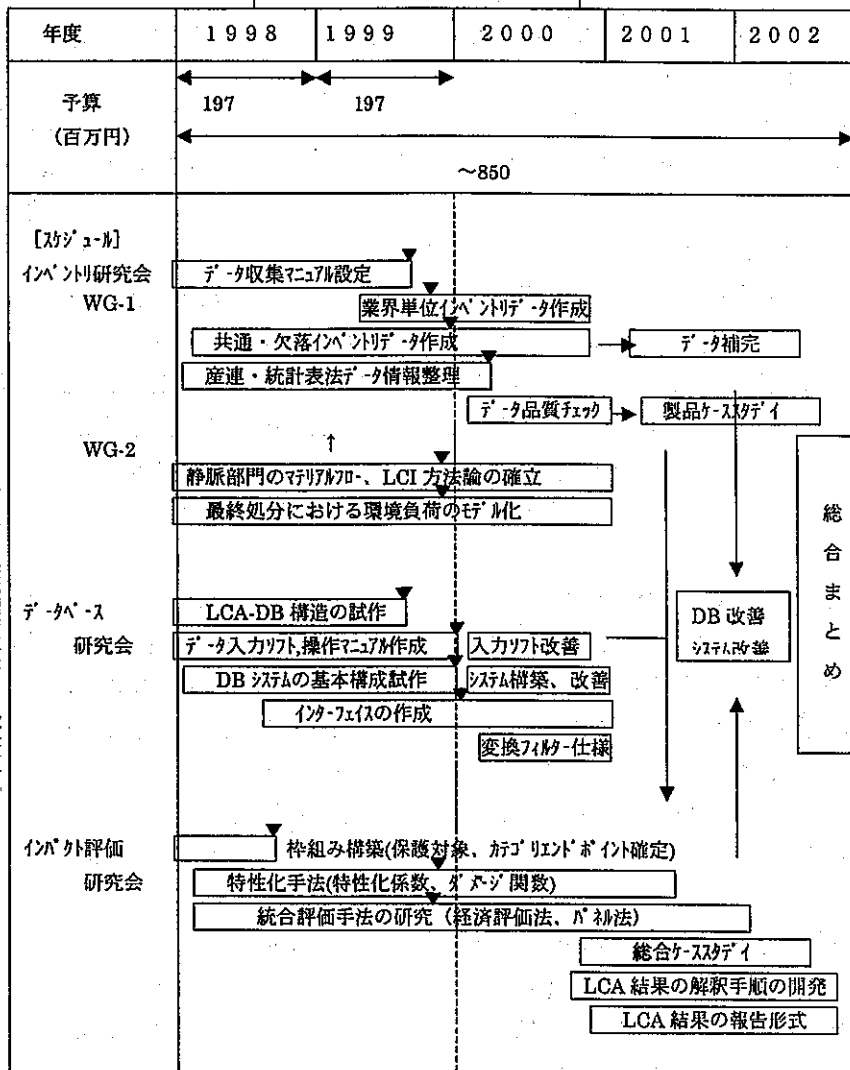 年度 1998 1999 2000 2001 2002
予算 197 197
(百万円)
~850
[スケジュール]
インベントリ研究会 データ収集マニュアル設定
WG-1 業界単位インベントリデータ作成
共通・欠落インベントリデータ作成 データ補完
産連・統計表法データ情報整理
データ品質チェック 製品ケーススタディ
WG-2
静脈部門のマテリアルフロー、LCI方法論の確立
最終処分における環境負荷のモデル化
データベース LCA-DB構造の試作
研究会 データ入力ソフト,操作マニュアル作成 入力ソフト改善
DBシステムの基本構成試作 システム構築、改善
インターフェイスの作成
変換フィルター仕様
DB改善
システム改善
総合まとめ
インパクト評価 枠組み構築(保護対象、カテゴリエンドポイント確定)
研究会 特性化手法(特性化係数、ダメージ関数)
統合評価手法の研究(経済評価法、パネル法)
総合ケーススタディ
LCA結果の解釈手順の開発
LCA結果の報告形式